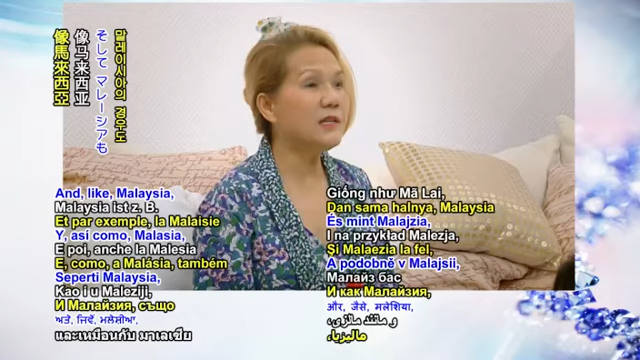 像馬來西亞
像马来西亚
そして マレーシアも
말레이시아의 경우도
And, like, Malaysia,
Malaysia ist z. B.
Et par exemple, la Malaisie
Y, así como, Malasia,
E poi, anche la Malesia
E, como, a Malásia, também
Seperti Malaysia,
Kao i u Maleziji,
И Малайзия, също
ਅਤੇ, ਜਿਵੇਂ, ਮਲੇਸ਼ੀਆ,
และเหมือนกับ มาเลเซีย
Giống như Mã Lai,
Dan sama halnya, Malaysia
És mint Malajzia,
I na przykład Malezja,
Și Malaezia la fel,
A podobně v Malajsii,
Малайз бас
И как Малайзия,
और, जैसे, मलेशिया,
و مانند مالزی،
ماليزيا،